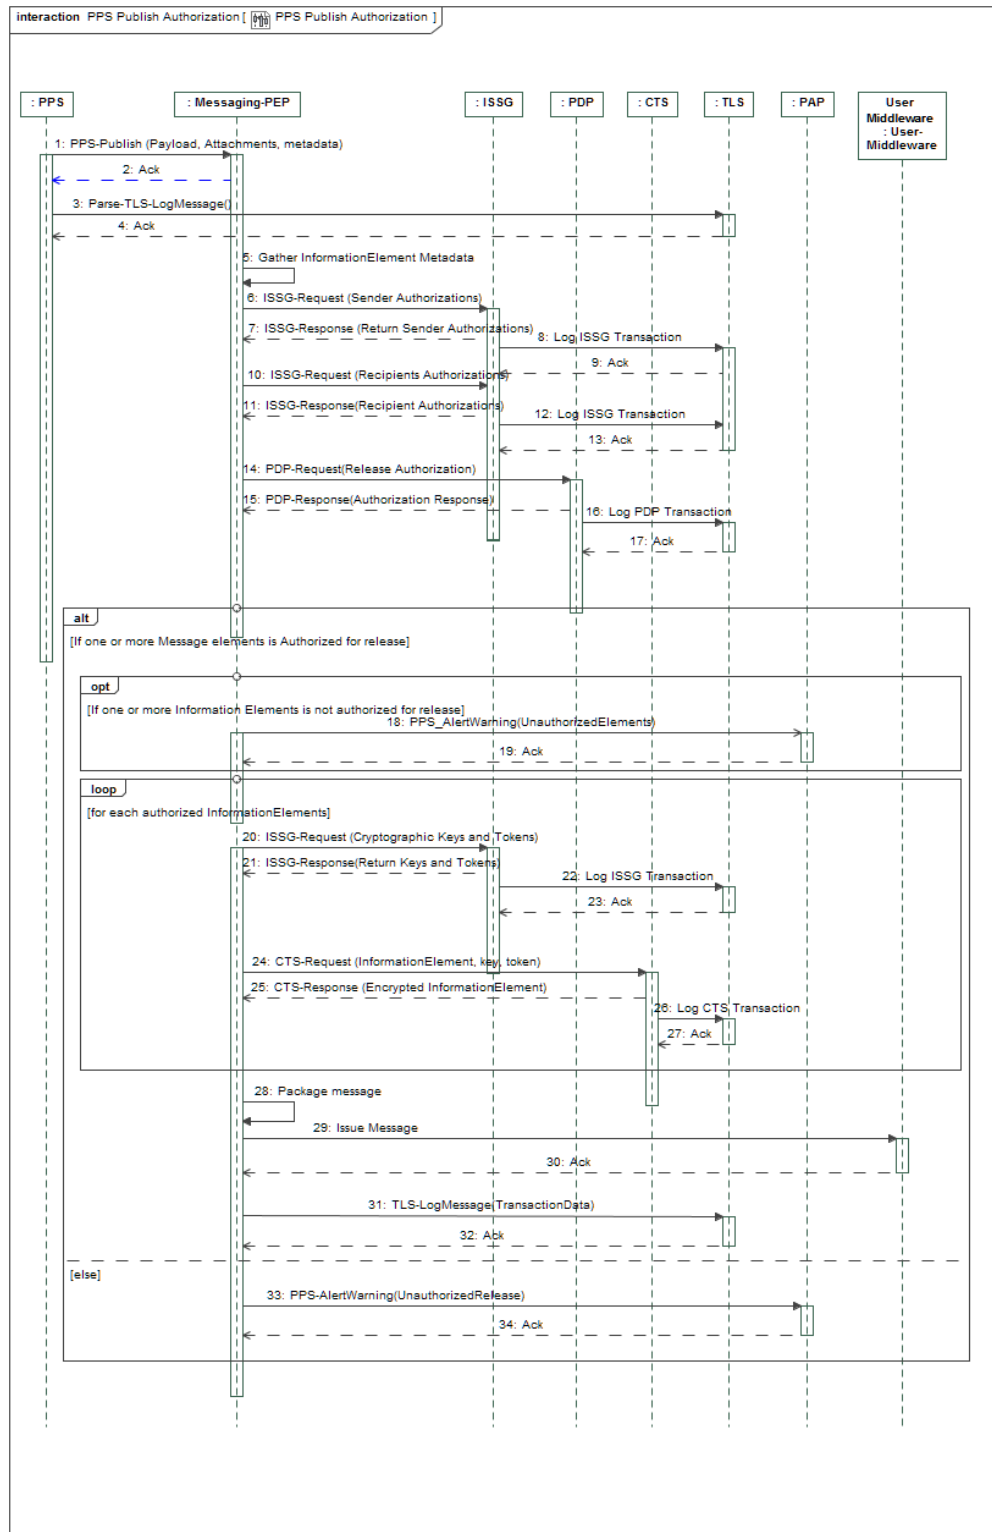 interaction PPS Publish Authorization [ PPS Publish Authorization ]
: PPS
: Messaging-PEP
: ISSG
: PDP
: CTS
: TLS
: PAP
User
Middleware
: User-
Middleware
1: PPS-Publish (Payload, Attachments, metadata)
2: Ack
3: Parse-TLS-LogMessage()
4: Ack
5: Gather InformationElement Metadata
6: ISSG-Request (Sender Authorizations)
7: ISSG-Response (Return Sender Authorizations)
8: Log ISSG Transaction
9: Ack
10: ISSG-Request (Recipients Authorizations)
11: ISSG-Response(Recipient Authorizations)
12: Log ISSG Transaction
13: Ack
14: PDP-Request(Release Authorization)
15: PDP-Response(Authorization Response)
16: Log PDP Transaction
17: Ack
alt
[If one or more Message elements is Authorized for release]
opt
[If one or more Information Elements is not authorized for release]
18: PPS_AlertWarning(UnauthorizedElements)
19: Ack
loop
[for each authorized InformationElements]
20: ISSG-Request (Cryptographic Keys and Tokens)
21: ISSG-Response(Return Keys and Tokens)
22: Log ISSG Transaction
23: Ack
24: CTS-Request (InformationElement, key, token)
25: CTS-Response (Encrypted InformationElement)
26: Log CTS Transaction
27: Ack
28: Package message
29: Issue Message
30: Ack
31: TLS-LogMessage(TransactionData)
32: Ack
[else]
33: PPS-AlertWarning(UnauthorizedRelease)
34: Ack